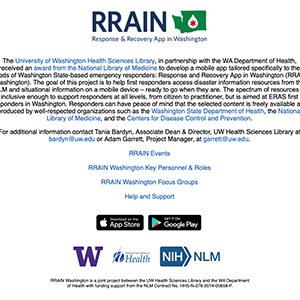 RRAIN
Response & Recovery App in Washington
The University of Washington Health Sciences Library, in partnership with the WA Department of Health,
received an award from the National Library of Medicine to develop a mobile app tailored specifically to the
eds of Washington State-based emergency responders: Response and Recovery App in Washington (RRA
Washington). The goal of this project is to help first responders access disaster information resources from th
LM and situational information on a mobile device – ready to go when they are. The spectrum of resources
inclusive enough to support responders at all levels, from citizen to practitioner, but is aimed at ERAS first
ponders in Washington. Responders can have peace of mind that the selected content is freely available a
produced by well-respected organizations such as the Washington State Department of Health, the Nationa
Library of Medicine, and the Centers for Disease Control and Prevention.
For additional information contact Tania Bardyn, Associate Dean & Director, UW Health Sciences Library at
bardyn@uw.edu or Adam Garrett, Project Manager, at garrett@uw.edu.
RRAIN Events
RRAIN Washington Key Personnel & Roles
RRAIN Washington Focus Groups
Help and Support
Download on the
App Store
GET IT ON
Google Play
W
Washington State Department of
Health
NIH NLM
RRAIN Washington is a joint project between the UW Health Sciences Library and the WA Department
of Health with funding support from the NLM Contract No. HHS-N-276-2014-00658-P.